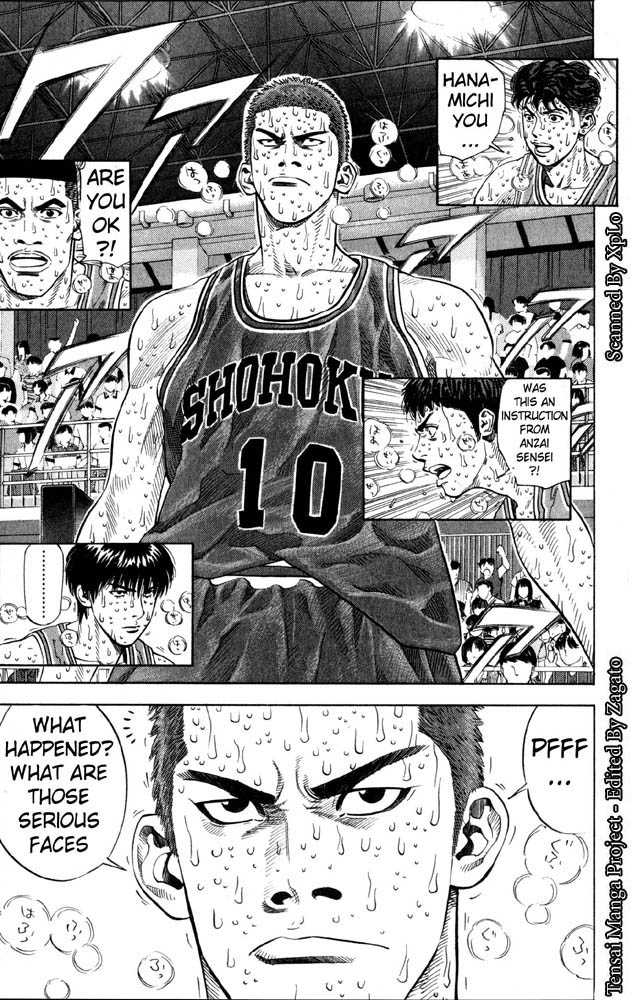 HANA-
MICHI
YOU
...
ARE
YOU
OK
?!
SHOHOKU
10
WAS
THIS AN
INSTRUCTION
FROM
ANZAI
SENSEI
?!
.........
PFFF
...
WHAT
HAPPENED?
WHAT ARE
THOSE
SERIOUS
FACES
Scanned By XpLo
Tensai Manga Project - Edited By Zagato